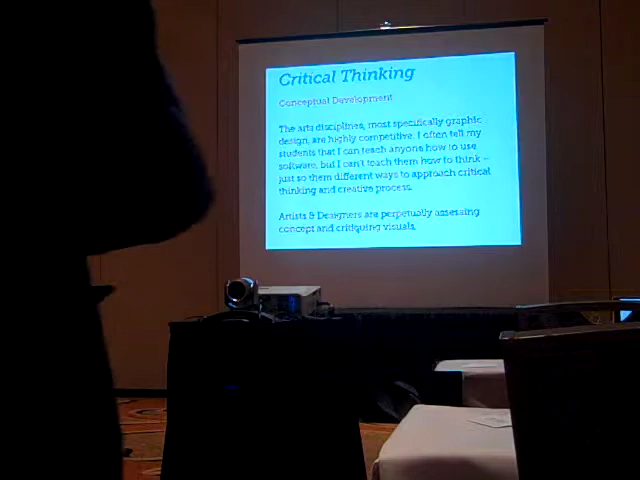 Critical Thinking
Conceptual Development
The arts disciplines, most specifically graphic
design, are highly competitive. I often tell my
students that I can teach anyone how to use
software, but I can't teach them how to think –
just so them different ways to approach critical
thinking and creative process.
Artists & Designers are perpetually assessing
concept and critiquing visuals.